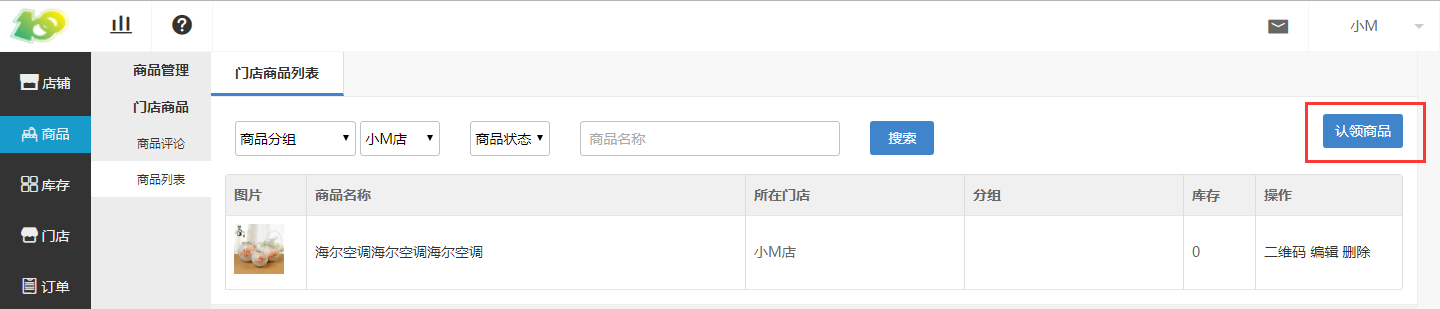 小M
店铺
商品
库存
门店
订单
商品管理
门店商品
商品评论
商品列表
门店商品列表
商品分组 小M店 商品状态 商品名称 搜索 认领商品
图片 商品名称 所在门店 分组 库存 操作
海尔空调海尔空调海尔空调 小M店 0 二维码 编辑 删除